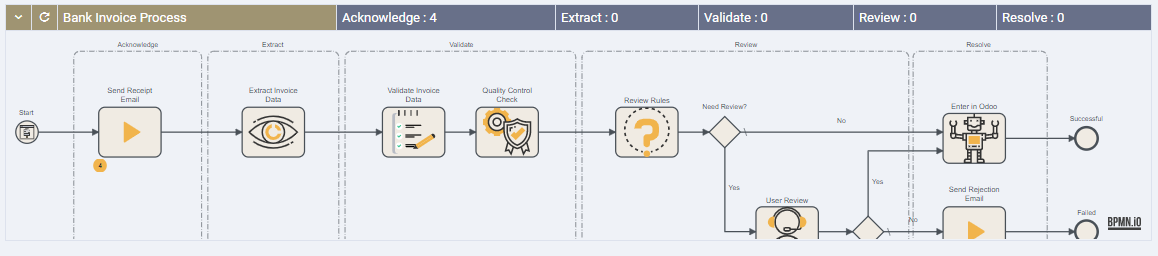 Bank Invoice Process
Acknowledge : 4
Extract : 0
Validate : 0
Review : 0
Resolve : 0
Acknowledge
Extract
Validate
Review
Resolve
Start
Send Receipt
Email
4
Extract Invoice
Data
Validate Invoice
Data
Quality Control
Check
Review Rules
Need Review?
No
Enter in Odoo
Successful
Yes
Yes
User Review
No
Send Rejection
Email
Failed
BPMN.iO